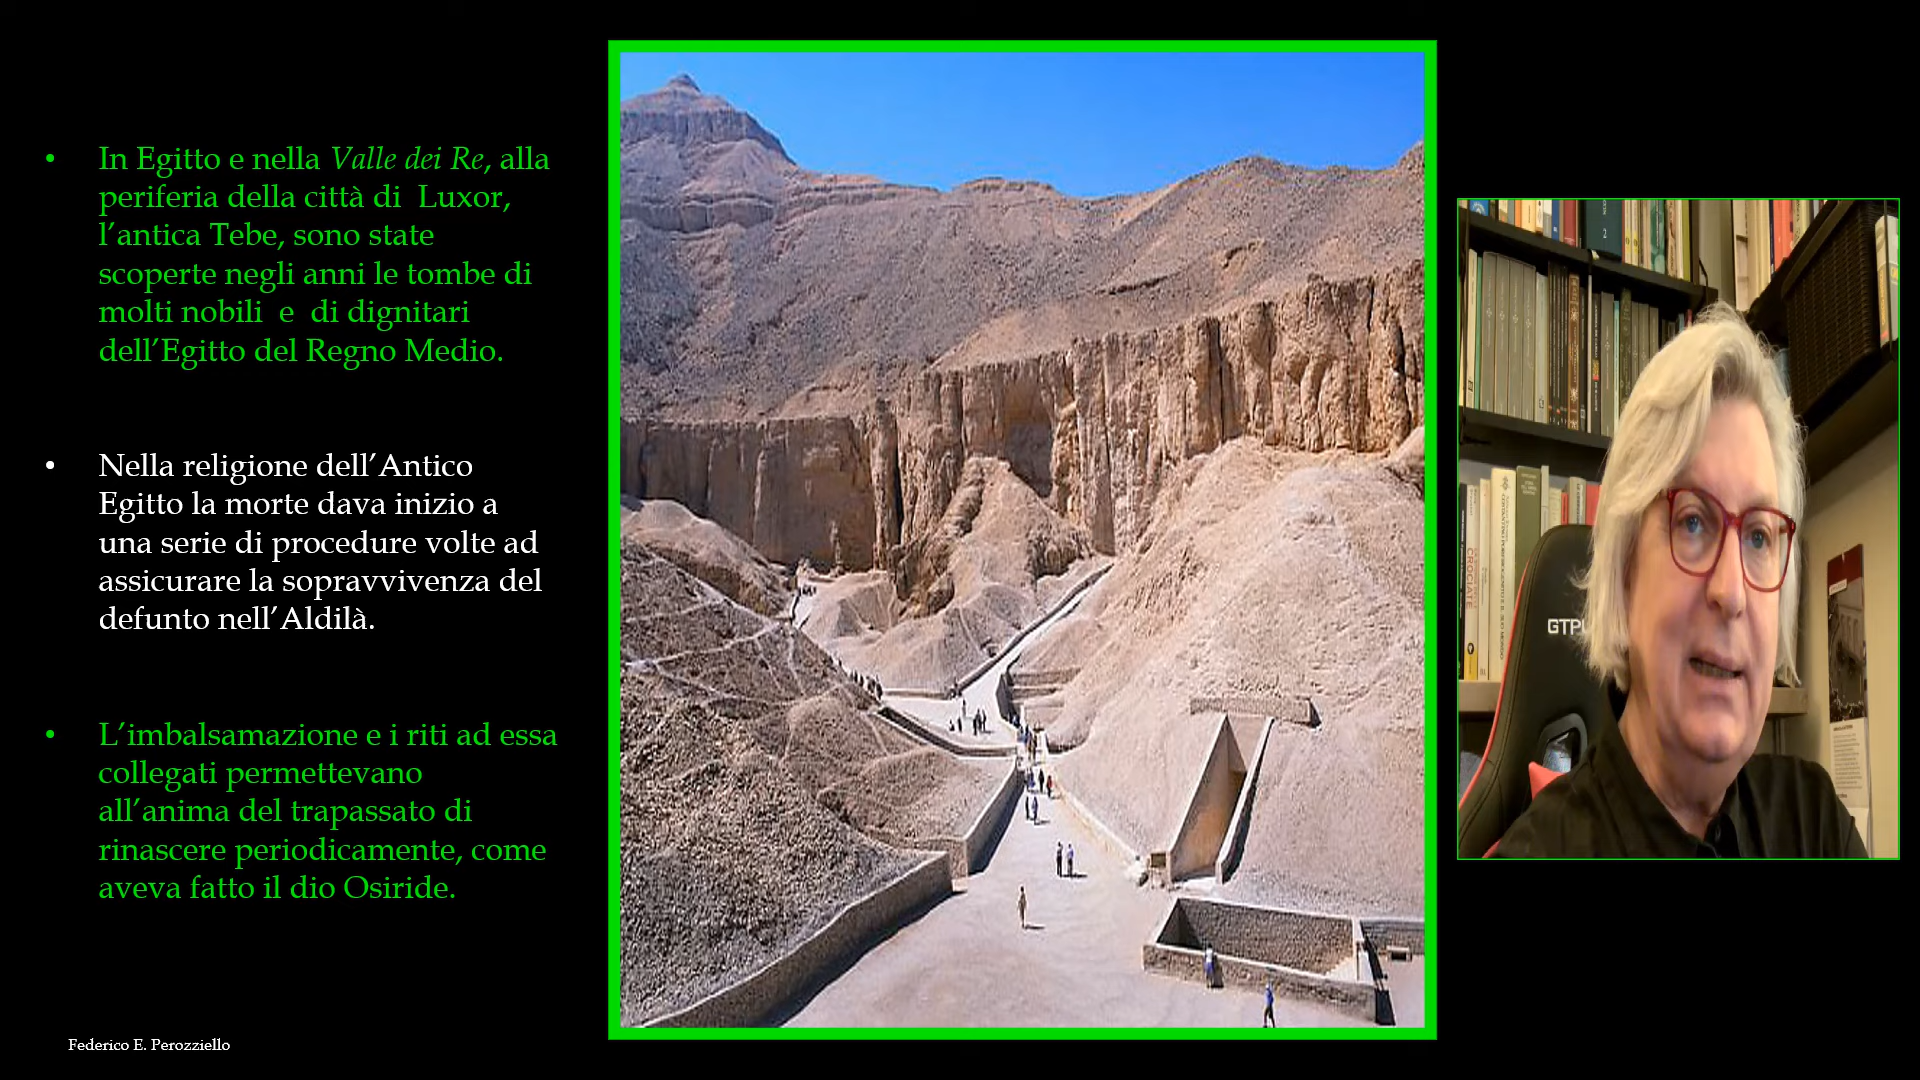 • In Egitto e nella Valle dei Re, alla
periferia della città di  Luxor,
l’antica Tebe, sono state
scoperte negli anni le tombe di
molti nobili  e  di dignitari
dell’Egitto del Regno Medio.
• Nella religione dell’Antico
Egitto la morte dava inizio a
una serie di procedure volte ad
assicurare la sopravvivenza del
defunto nell’Aldilà.
• L’imbalsamazione e i riti ad essa
collegati permettevano
all’anima del trapassato di
rinascere periodicamente, come
aveva fatto il dio Osiride.
Federico E. Perozziello
CROCIATE